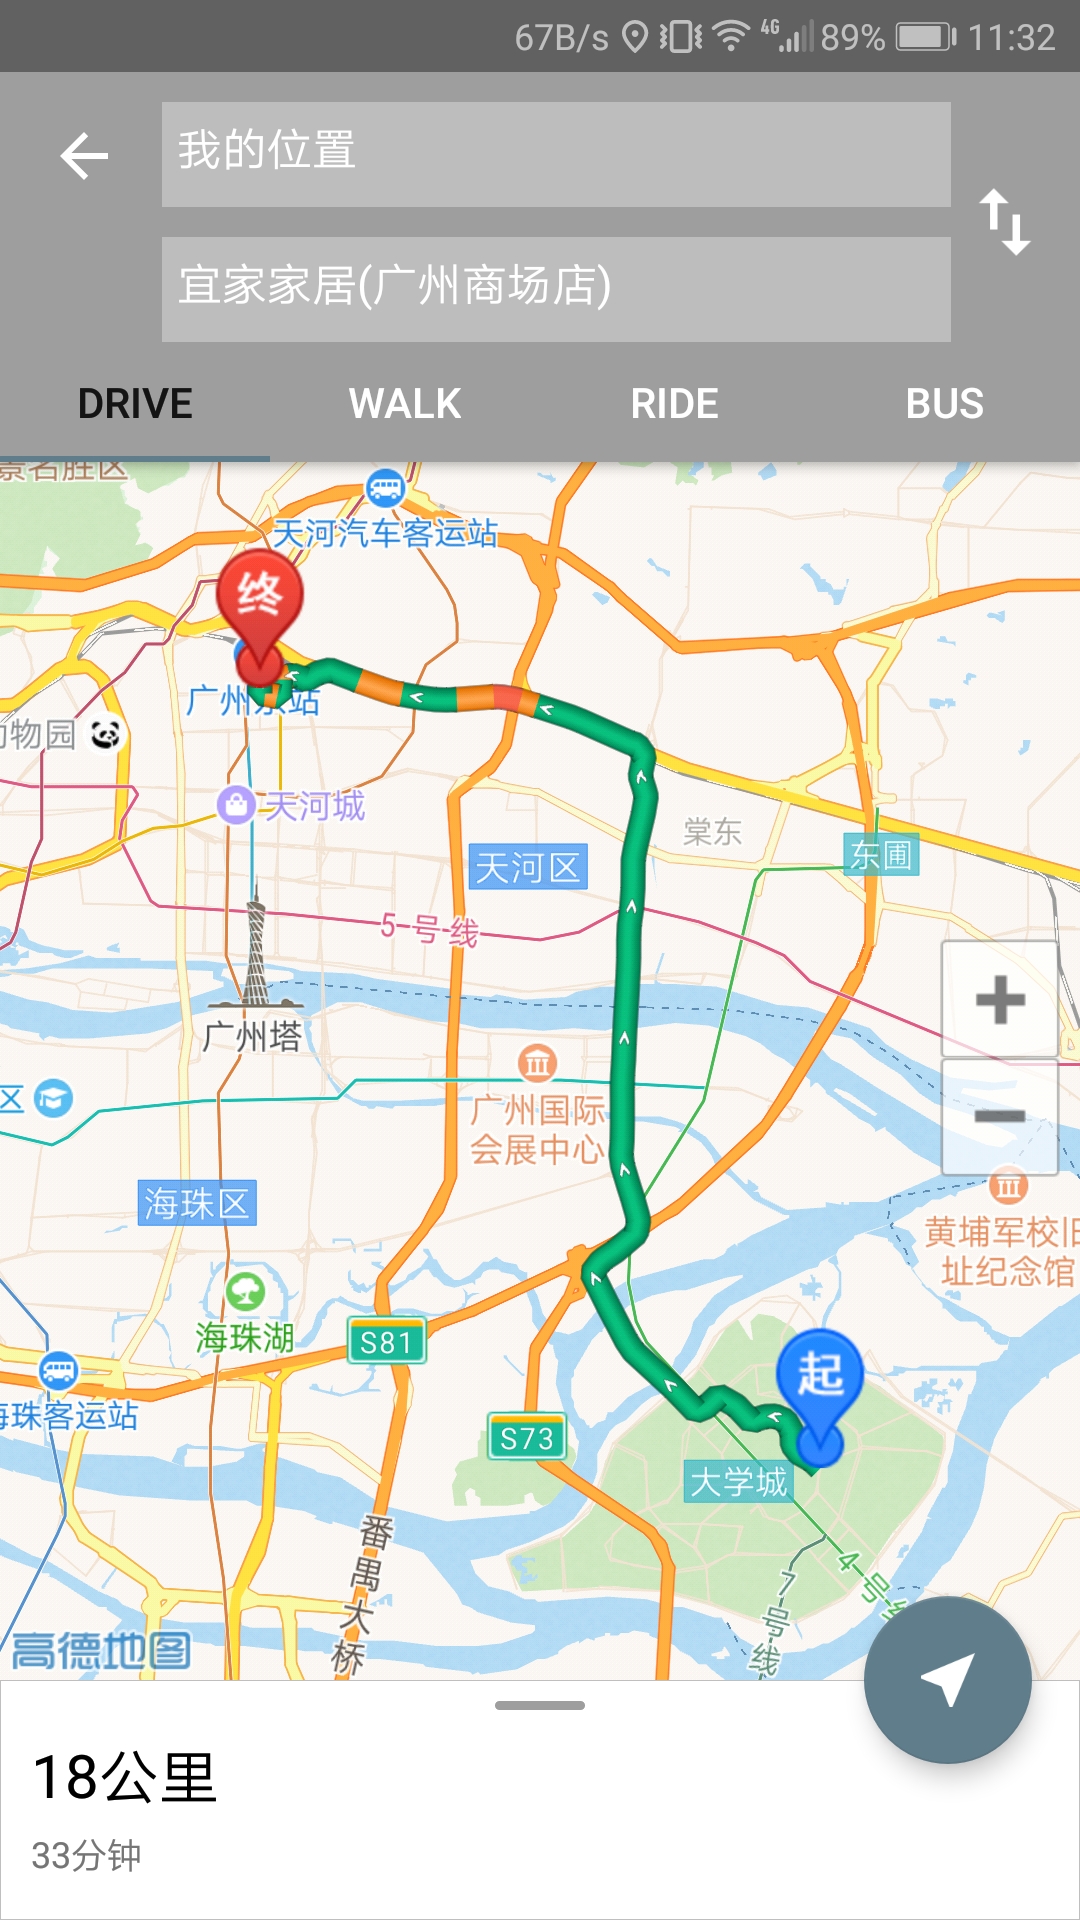 67B/s 4G 89% 11:32
我的位置
宜家家居(广州商场店)
DRIVE WALK RIDE BUS
景名胜区
天河汽车客运站
终
广州东站
动物园
天河城
棠东
东圃
天河区
5号线
广州塔
区
广州国际
会展中心
海珠区
黄埔军校旧
址纪念馆
海珠湖
S81
起
海珠客运站
S73
大学城
番禺大桥
4号线
7号线
高德地图
18公里
33分钟